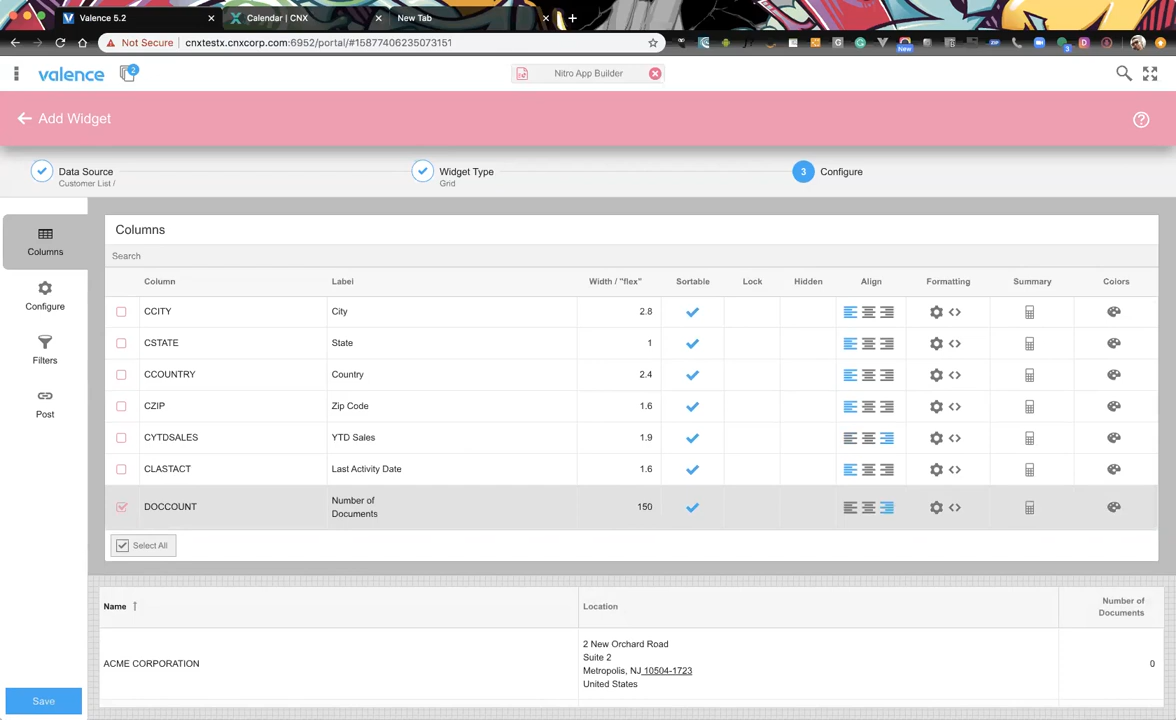 Valence 5.2
Calendar | CNX
New Tab
Not Secure
cnxtestx.cnxcorp.com:6952/portal/#15877406235073151
New
3
valence
2
Nitro App Builder
Add Widget
Data Source
Customer List /
Widget Type
Grid
3
Configure
Columns
Configure
Filters
Post
Save
Columns
Search
Column Label Width / "flex" Sortable Lock Hidden Align Formatting Summary Colors
CCITY City 2.8
CSTATE State 1
CCOUNTRY Country 2.4
CZIP Zip Code 1.6
CYTDSALES YTD Sales 1.9
CLASTACT Last Activity Date 1.6
DOCCOUNT Number of Documents 150
Select All
Name Location Number of Documents
ACME CORPORATION
2 New Orchard Road
Suite 2
Metropolis, NJ 10504-1723
United States
0